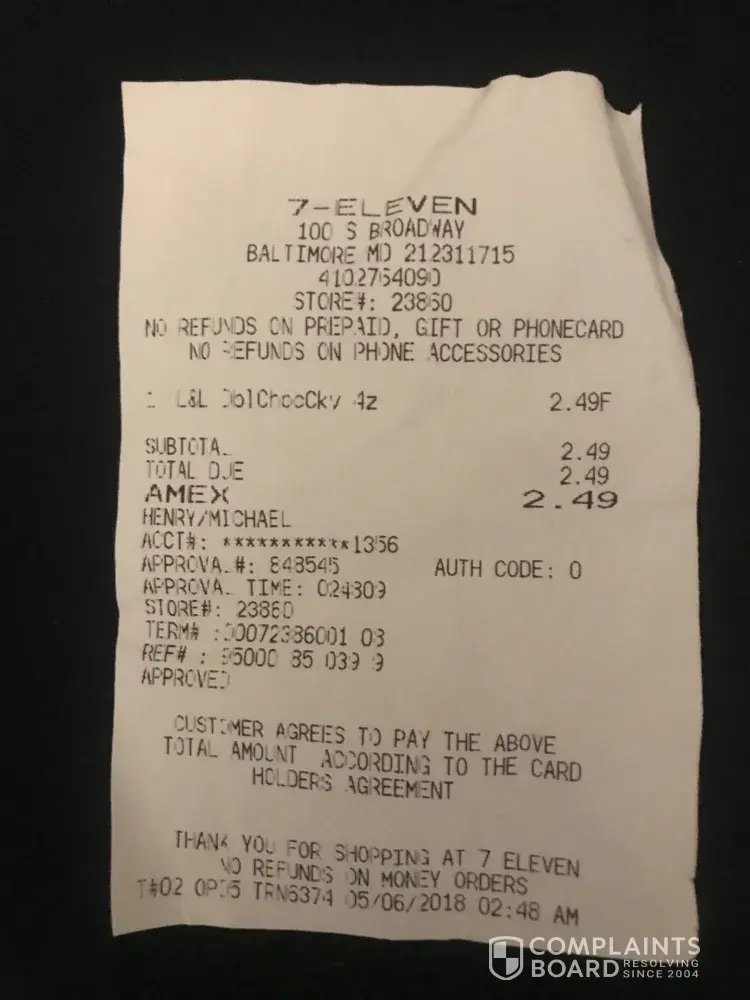 7-ELEVEN
100 S BROADWAY
BALTIMORE MD 212311715
4102764090
STORE#: 23860
NO REFUNDS ON PREPAID, GIFT OR PHONECARD
NO REFUNDS ON PHONE ACCESSORIES
1 L&L DblChocCky 4z 2.49F
SUBTOTAL 2.49
TOTAL DUE 2.49
AMEX 2.49
HENRY/MICHAEL
ACCT#: ***********1356
APPROVAL#: 848545 AUTH CODE: 0
APPROVAL TIME: 024809
STORE#: 23860
TERM# :00072386001 03
REF# :
APPROVED
CUSTOMER AGREES TO PAY THE ABOVE
TOTAL AMOUNT ACCORDING TO THE CARD
HOLDERS AGREEMENT
THANK YOU FOR SHOPPING AT 7 ELEVEN
NO REFUNDS ON MONEY ORDERS
T#02 OP35 TRN6374 05/06/2018 02:48 AM
COMPLAINTS
BOARD RESOLVING SINCE 2004